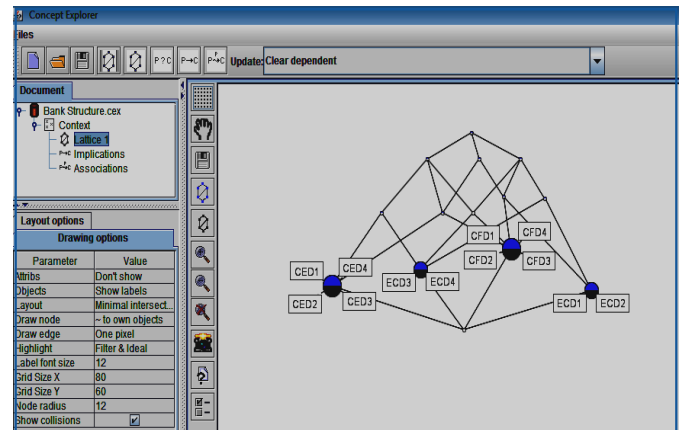 Concept Explorer
Files
P?C P→C P→C Update: Clear dependent
Document
Bank Structure.cex
Context
Lattice 1
Implications
Associations
Layout options
Drawing options
Parameter Value
Attribs Don't show
Objects Show labels
Layout Minimal intersect...
Draw node ~ to own objects
Draw edge One pixel
Highlight Filter & Ideal
Label font size 12
Grid Size X 80
Grid Size Y 60
Node radius 12
Show collisions
CFD1 CFD4
CFD2 CFD3
CED1 CED4
CED2 CED3
ECD3 ECD4
ECD1 ECD2